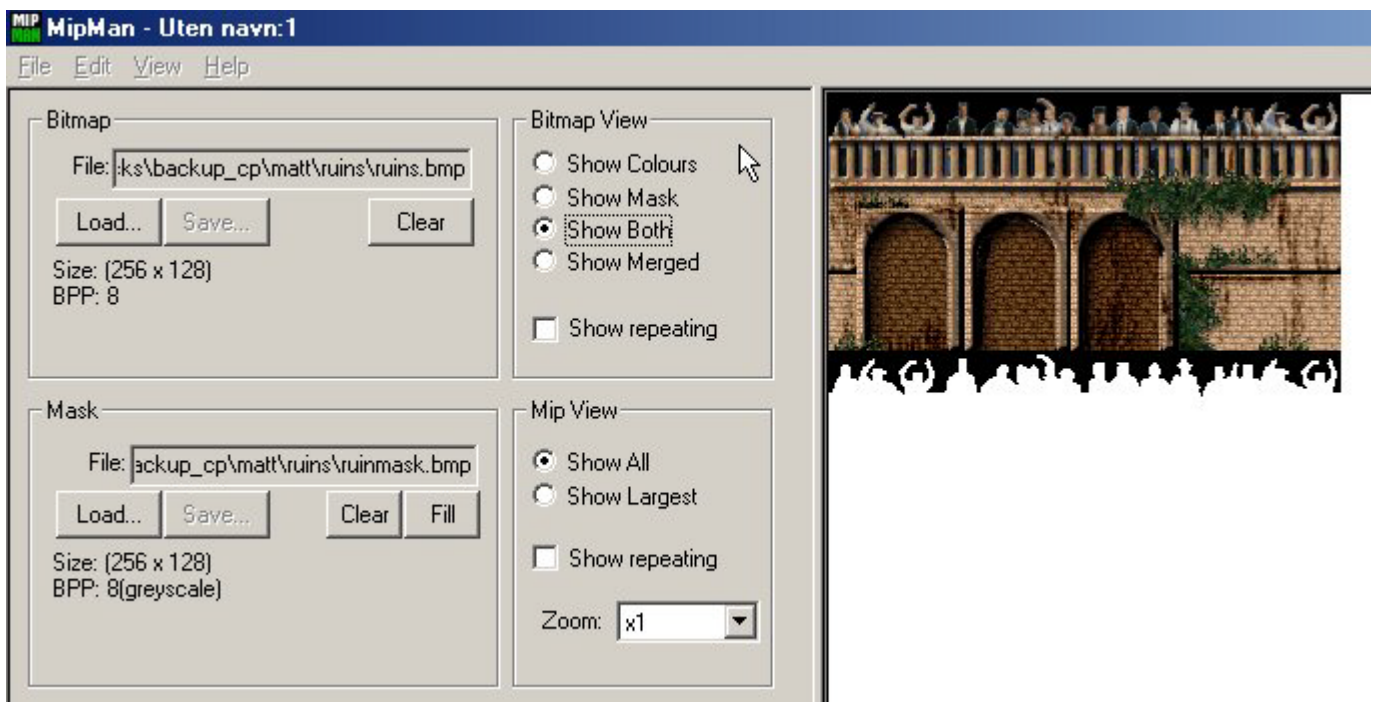 MIP MAN MipMan - Uten navn:1
File Edit View Help
Bitmap
File: :ks\backup_cp\matt\ruins\ruins.bmp
Load... Save... Clear
Size: (256 x 128)
BPP: 8
Bitmap View
Show Colours
Show Mask
Show Both
Show Merged
Show repeating
Mask
File: ackup_cp\matt\ruins\ruinmask.bmp
Load... Save... Clear Fill
Size: (256 x 128)
BPP: 8(greyscale)
Mip View
Show All
Show Largest
Show repeating
Zoom: x1